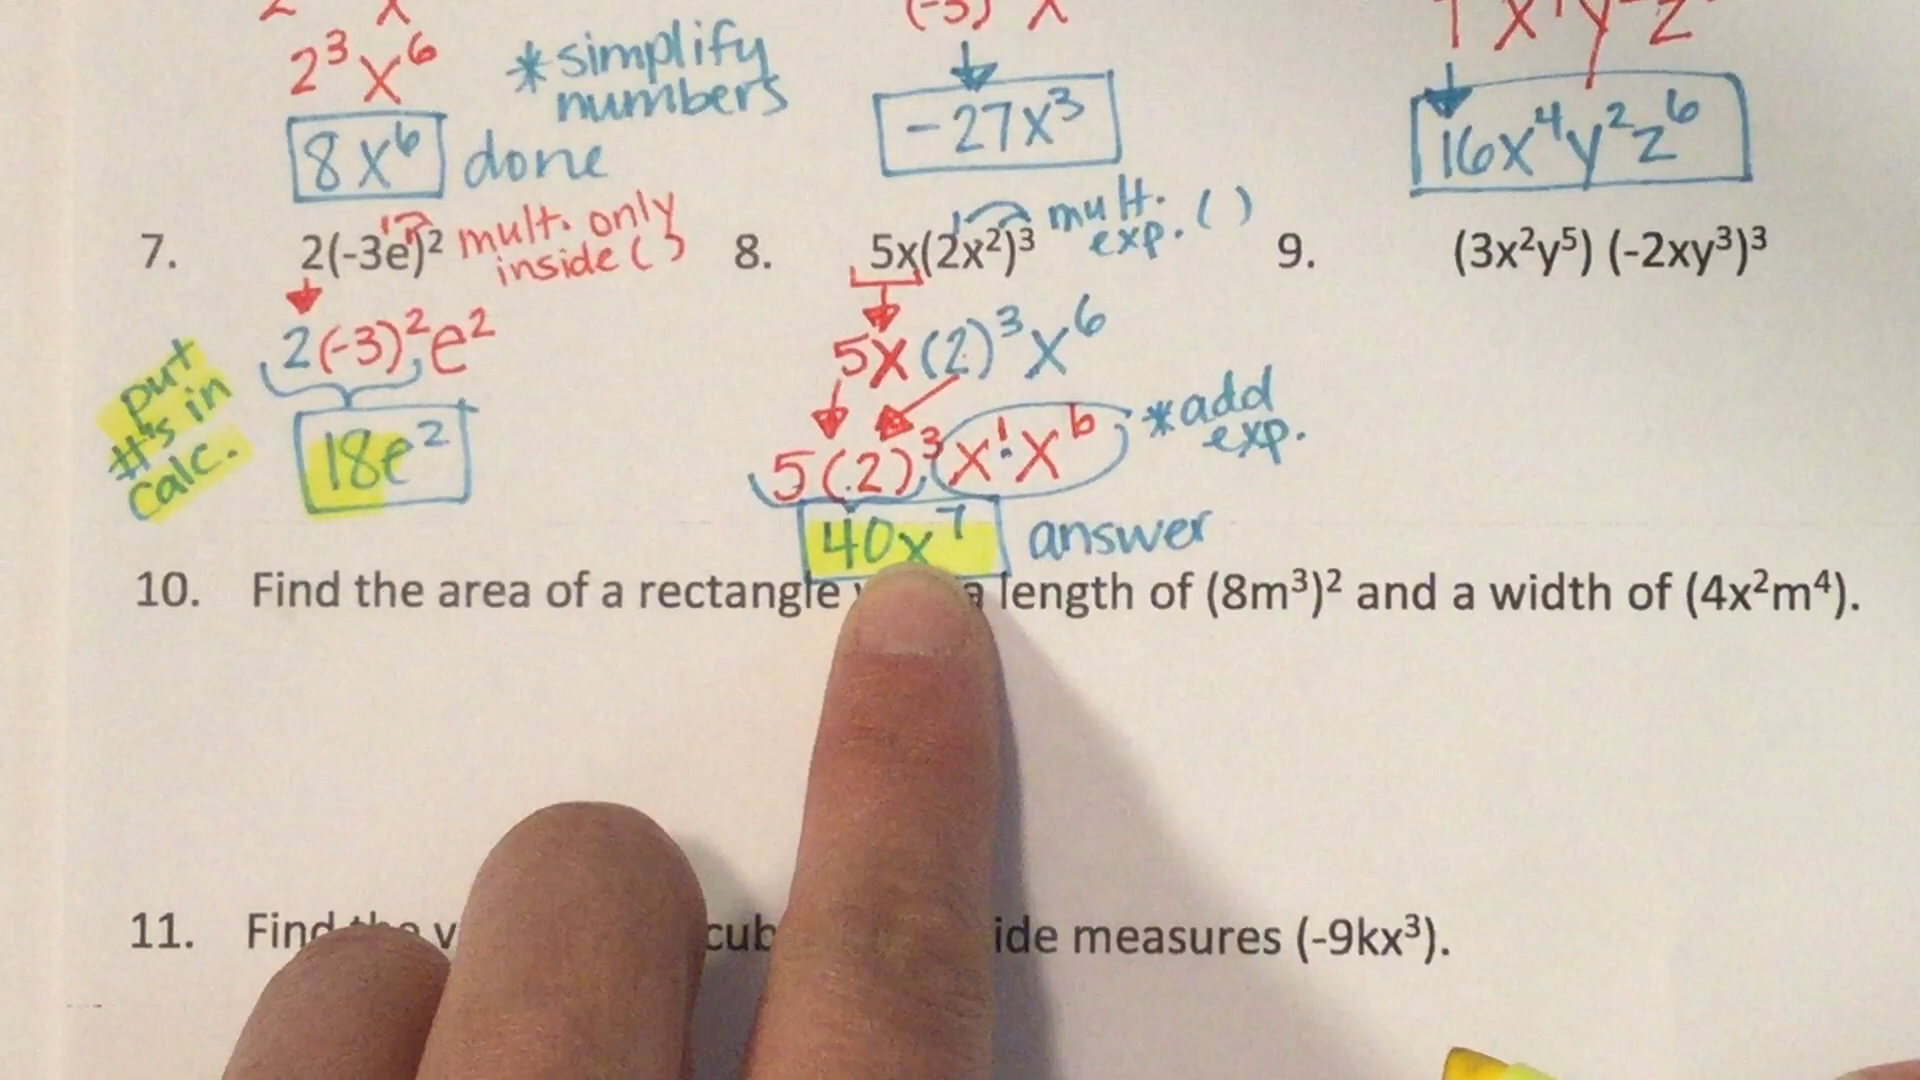 2³x⁶
*simplify
numbers
8x⁶ done
-27x³
16x⁴y²z⁶
7. 2(-3e)² mult. only
inside ( )
2(-3)²e²
put
#'s in
calc.
18e²
8. 5x(2x²)³ mult.
exp. ( )
5x(2)³x⁶
5(2)³x¹·x⁶ *add
exp.
40x⁷ answer
9. (3x²y⁵) (-2xy³)³
10. Find the area of a rectangle a length of (8m³)² and a width of (4x²m⁴).
11. Find the v cub ide measures (-9kx³).